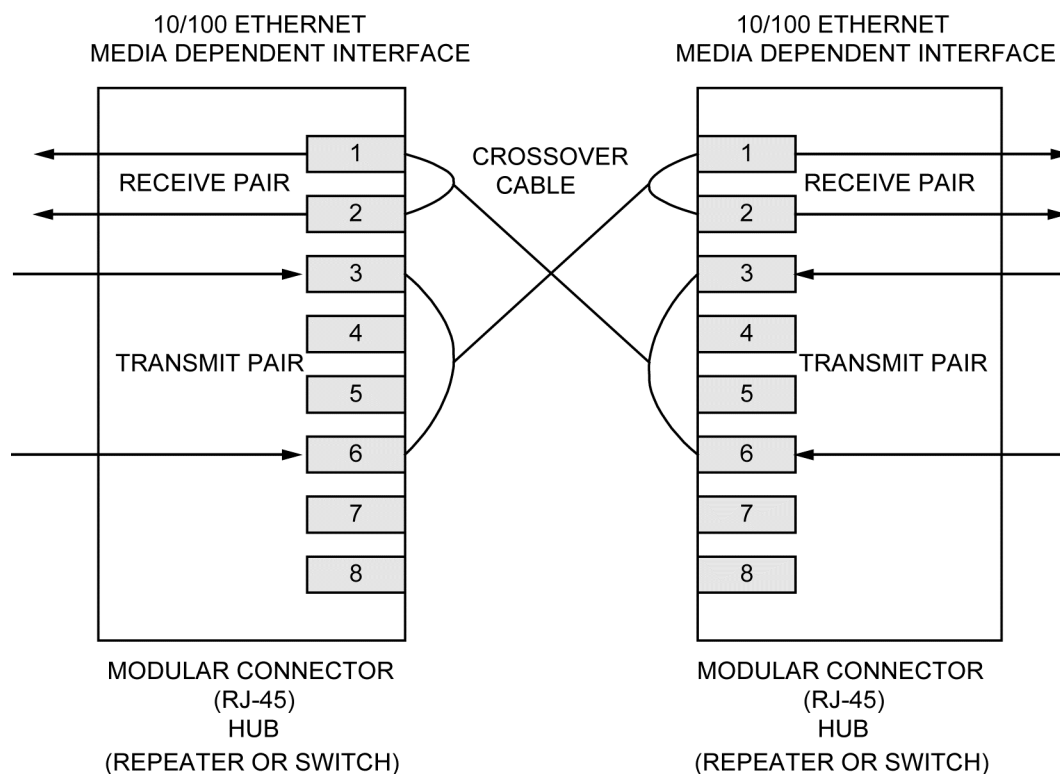 10/100 ETHERNET
MEDIA DEPENDENT INTERFACE
10/100 ETHERNET
MEDIA DEPENDENT INTERFACE
1
RECEIVE PAIR
2
3
4
TRANSMIT PAIR
5
6
7
8
CROSSOVER
CABLE
1
RECEIVE PAIR
2
3
4
TRANSMIT PAIR
5
6
7
8
MODULAR CONNECTOR
(RJ-45)
HUB
(REPEATER OR SWITCH)
MODULAR CONNECTOR
(RJ-45)
HUB
(REPEATER OR SWITCH)